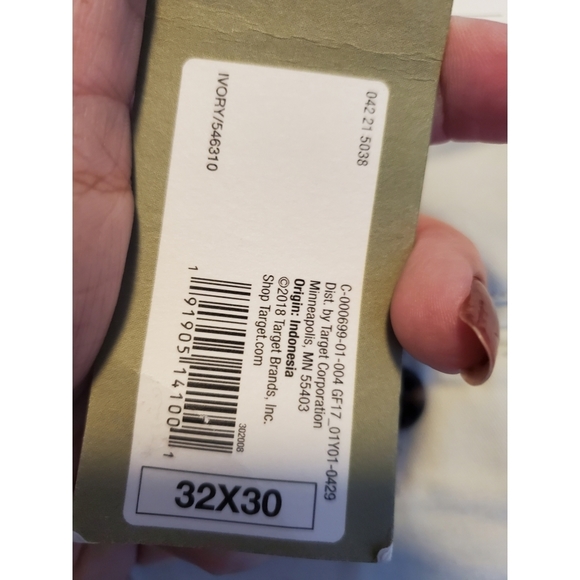 042 21 5038
IVORY/546310
C-000699-01-004 GF17_01Y01-0429
Dist. by Target Corporation
Minneapolis, MN 55403
Origin: Indonesia
©2018 Target Brands, Inc.
Shop Target.com
302008
1 91905 14100 1
32X30